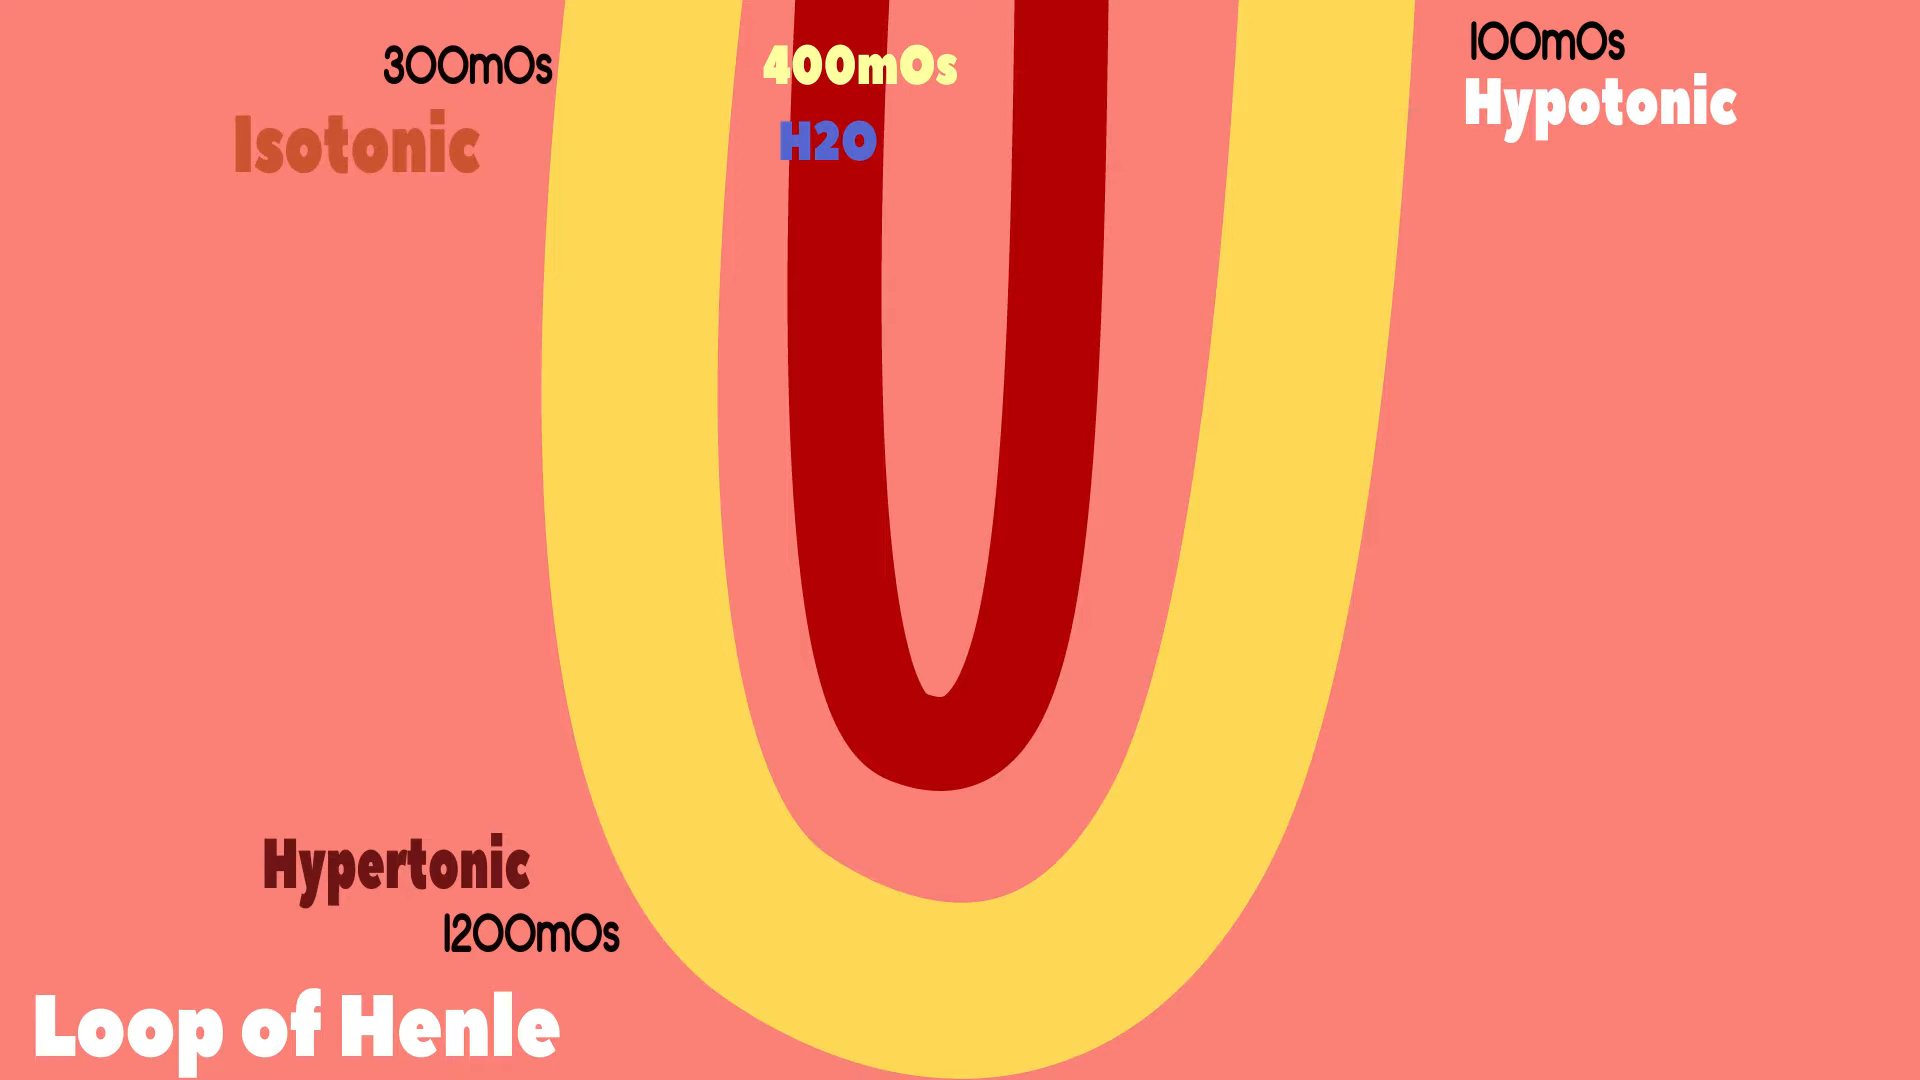 300mOs
Isotonic
400mOs
H2O
100mOs
Hypotonic
Hypertonic
1200mOs
Loop of Henle